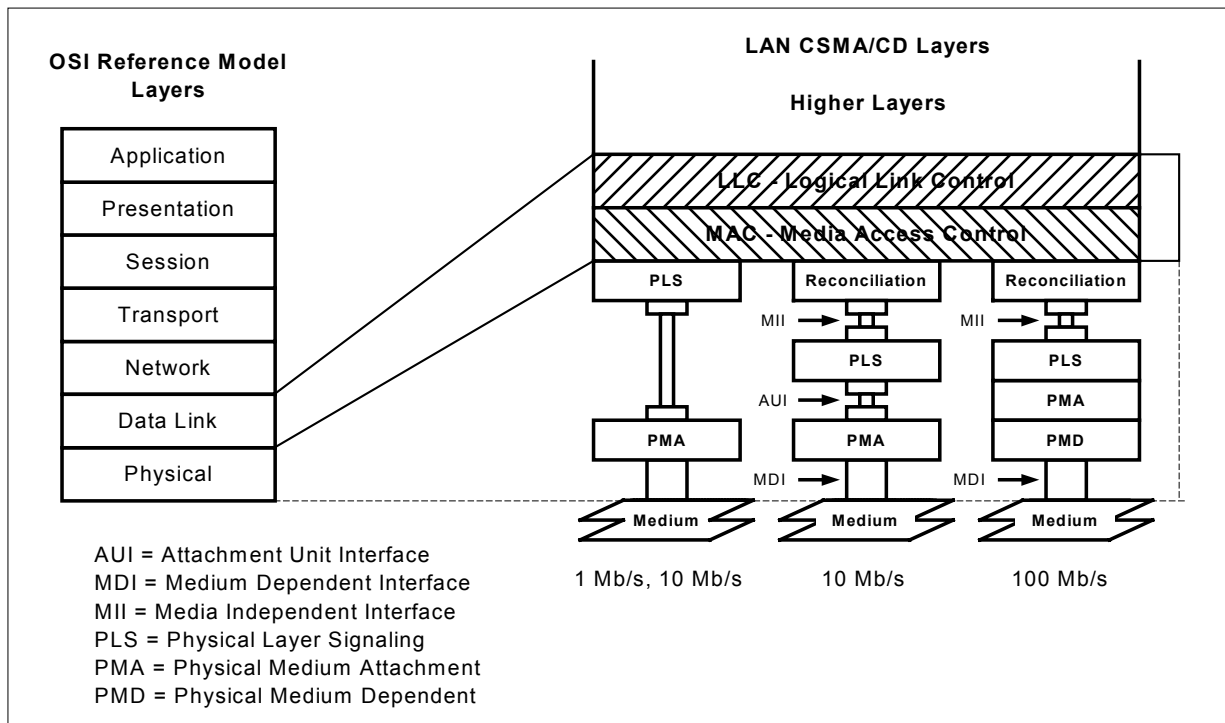 LAN CSMA/CD Layers
OSI Reference Model
Layers
Higher Layers
Application
Presentation
Session
Transport
Network
Data Link
Physical
LLC - Logical Link Control
MAC - Media Access Control
PLS
Reconciliation
Reconciliation
MII
MII
PLS
PLS
AUI
PMA
PMA
PMA
PMD
MDI
MDI
Medium
Medium
Medium
1 Mb/s, 10 Mb/s
10 Mb/s
100 Mb/s
AUI = Attachment Unit Interface
MDI = Medium Dependent Interface
MII = Media Independent Interface
PLS = Physical Layer Signaling
PMA = Physical Medium Attachment
PMD = Physical Medium Dependent